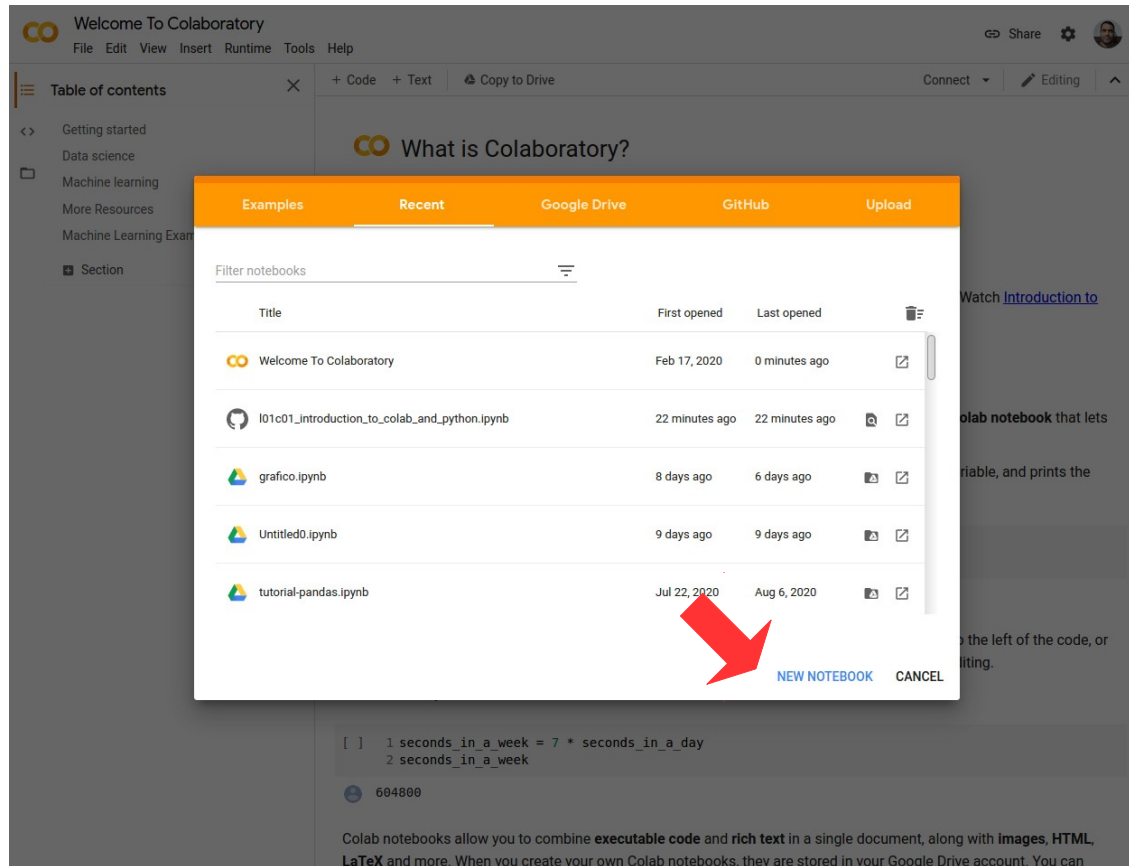 Welcome To Colaboratory
File Edit View Insert Runtime Tools Help
Share
Table of contents
+ Code + Text Copy to Drive
Connect Editing
Getting started
Data science
Machine learning
More Resources
Machine Learning Exam
Section
CO What is Colaboratory?
Examples Recent Google Drive GitHub Upload
Filter notebooks
Title First opened Last opened
Welcome To Colaboratory Feb 17, 2020 0 minutes ago
l01c01_introduction_to_colab_and_python.ipynb 22 minutes ago 22 minutes ago
grafico.ipynb 8 days ago 6 days ago
Untitled0.ipynb 9 days ago 9 days ago
tutorial-pandas.ipynb Jul 22, 2020 Aug 6, 2020
NEW NOTEBOOK CANCEL
Watch Introduction to
olab notebook that lets
riable, and prints the
the left of the code, or
iting.
[ ] 1 seconds_in_a_week = 7 * seconds_in_a_day
2 seconds_in_a_week
604800
Colab notebooks allow you to combine executable code and rich text in a single document, along with images, HTML,
LaTeX and more. When you create your own Colab notebooks, they are stored in your Google Drive account. You can